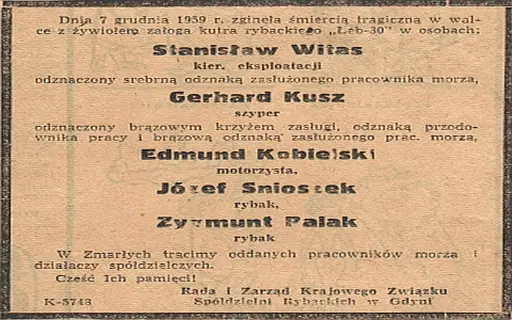 Dnia 7 grudnia 1959 r. zginęła śmiercią tragiczną w wal-
ce z żywiołem załoga kutra rybackiego „Łeb-30" w osobach:
Stanisław Witas
kier. eksploatacji
odznaczony srebrną odznaką zasłużonego pracownika morza,
Gerhard Kusz
szyper
odznaczony brązowym krzyżem zasługi, odznaką przodo-
wnika pracy i brązową odznaką zasłużonego prac. morza,
Edmund Kobielski
motorzysta,
Józef Sniostek
rybak,
Zygmunt Palak
rybak
W Zmarłych tracimy oddanych pracowników morza i
działaczy spółdzielczych.
Cześć Ich pamięci!
Rada i Zarząd Krajowego Związku
K-5743 Spółdzielni Rybackich w Gdyni